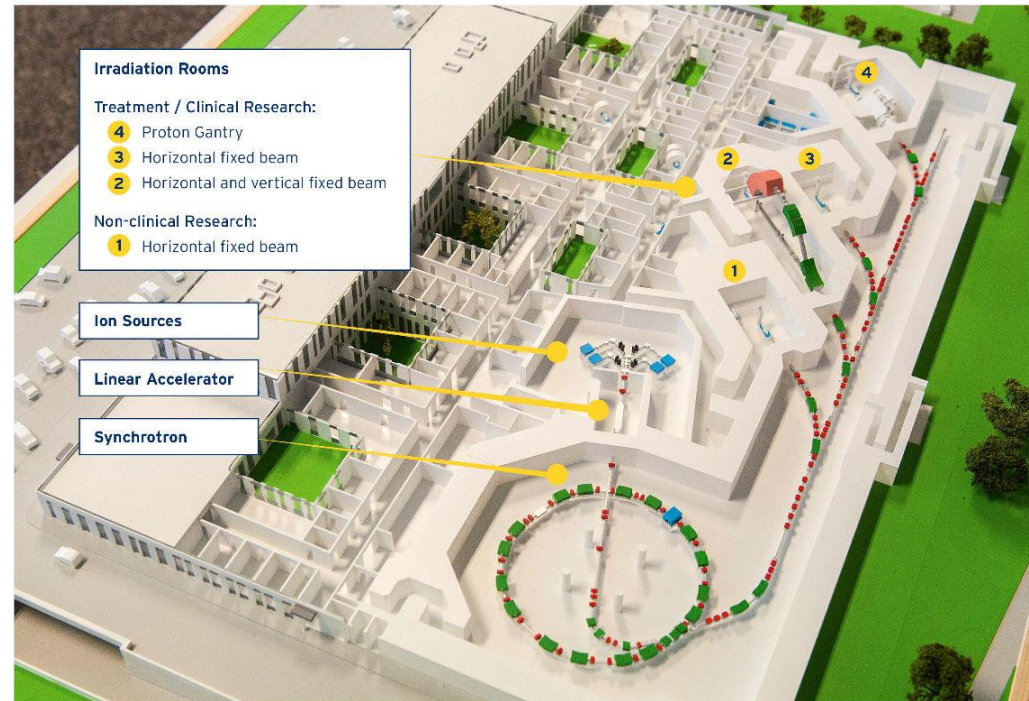 Irradiation Rooms
Treatment / Clinical Research:
4 Proton Gantry
3 Horizontal fixed beam
2 Horizontal and vertical fixed beam
Non-clinical Research:
1 Horizontal fixed beam
Ion Sources
Linear Accelerator
Synchrotron
4
2
3
1